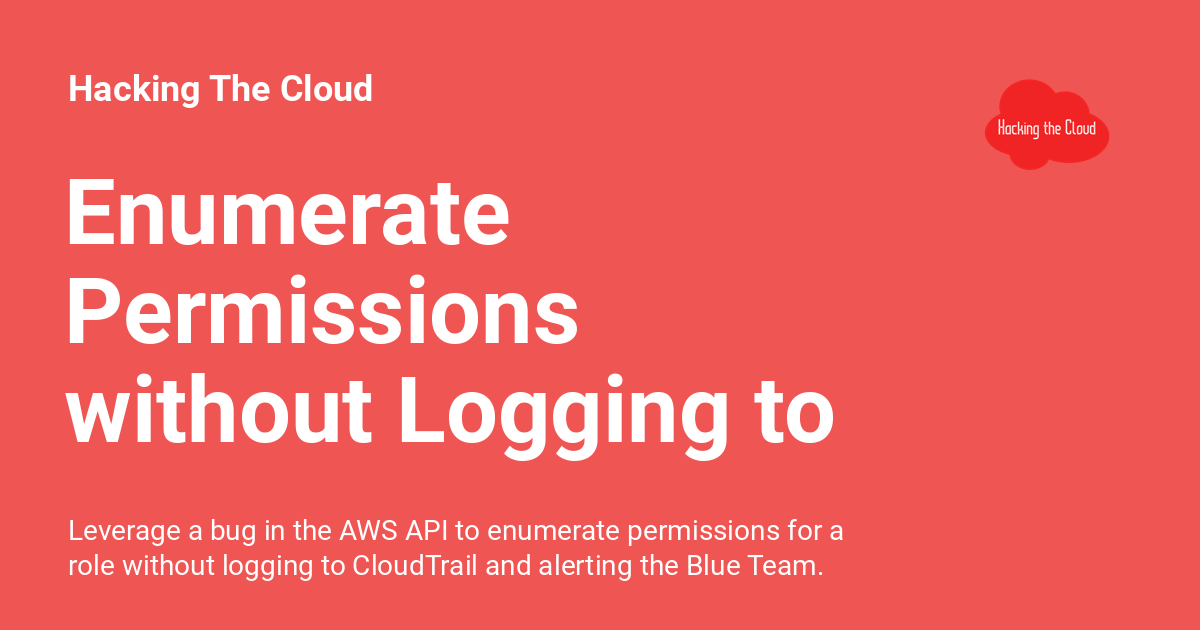 Hacking The Cloud
Hacking the Cloud
Enumerate
Permissions
without Logging to
Leverage a bug in the AWS API to enumerate permissions for a
role without logging to CloudTrail and alerting the Blue Team.